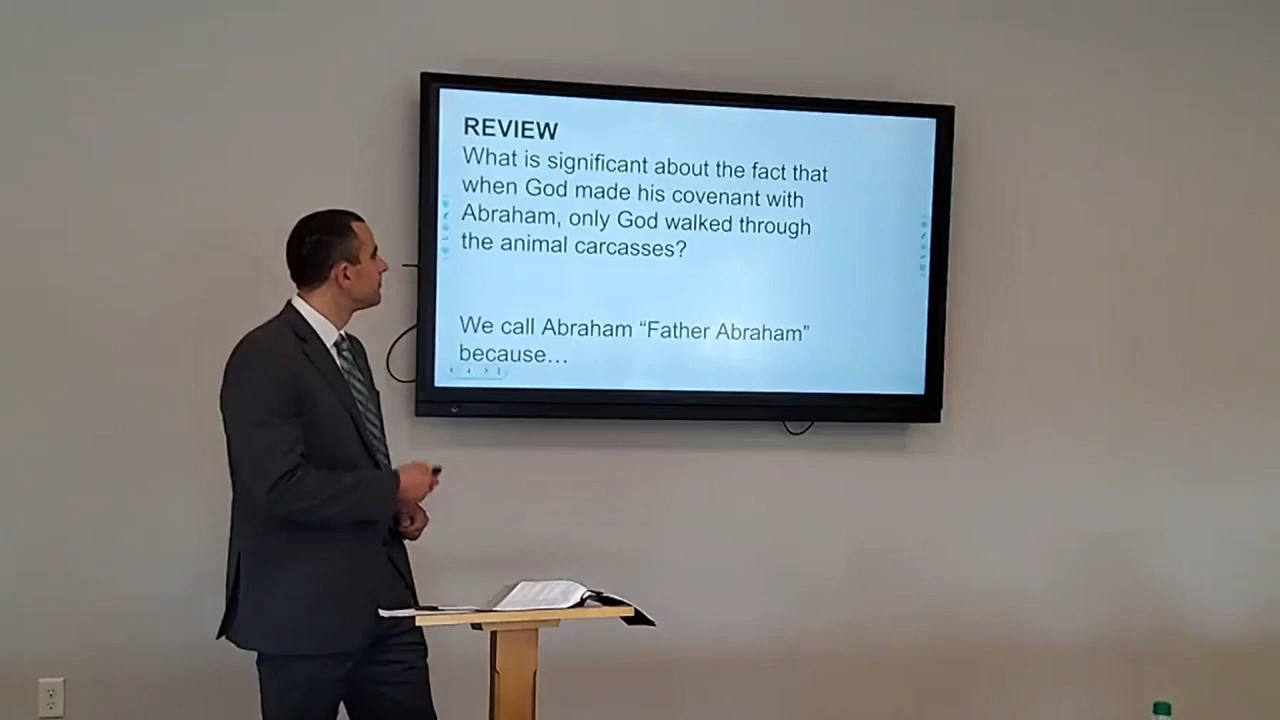 REVIEW
What is significant about the fact that
when God made his covenant with
Abraham, only God walked through
the animal carcasses?
We call Abraham “Father Abraham”
because…